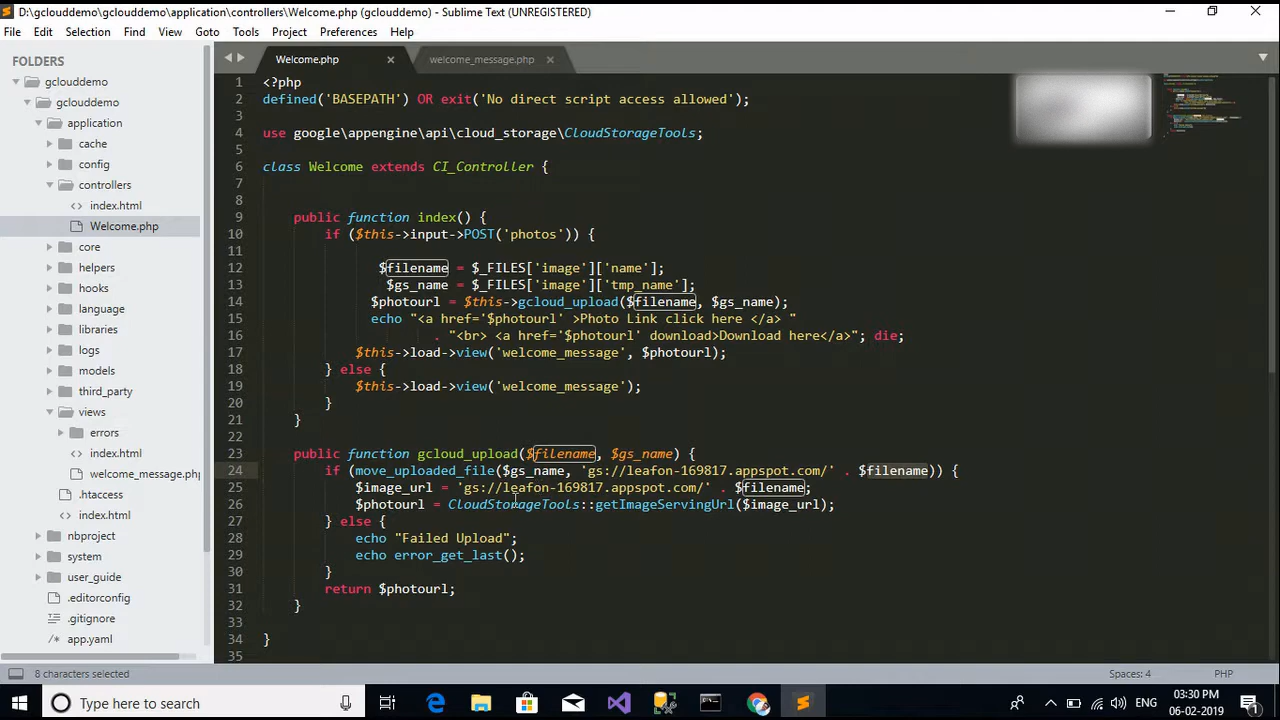 D:\gclouddemo\gclouddemo\application\controllers\Welcome.php (gclouddemo) - Sublime Text (UNREGISTERED)
File Edit Selection Find View Goto Tools Project Preferences Help
FOLDERS
gclouddemo
gclouddemo
application
cache
config
controllers
index.html
Welcome.php
core
helpers
hooks
language
libraries
logs
models
third_party
views
errors
index.html
welcome_message.php
.htaccess
index.html
nbproject
system
user_guide
.editorconfig
.gitignore
app.yaml
Welcome.php
welcome_message.php
1 <?php
2 defined('BASEPATH') OR exit('No direct script access allowed');
3
4 use google\appengine\api\cloud_storage\CloudStorageTools;
5
6 class Welcome extends CI_Controller {
7
8
9 public function index() {
10 if ($this->input->POST('photos')) {
11
12 $filename = $_FILES['image']['name'];
13 $gs_name = $_FILES['image']['tmp_name'];
14 $photourl = $this->gcloud_upload($filename, $gs_name);
15 echo "<a href='$photourl' >Photo Link click here </a> "
16 . "<br> <a href='$photourl' download>Download here</a>"; die;
17 $this->load->view('welcome_message', $photourl);
18 } else {
19 $this->load->view('welcome_message');
20 }
21 }
22
23 public function gcloud_upload($filename, $gs_name) {
24 if (move_uploaded_file($gs_name, 'gs://leafon-169817.appspot.com/' . $filename)) {
25 $image_url = 'gs://leafon-169817.appspot.com/' . $filename;
26 $photourl = CloudStorageTools::getImageServingUrl($image_url);
27 } else {
28 echo "Failed Upload";
29 echo error_get_last();
30 }
31 return $photourl;
32 }
33
34 }
35
8 characters selected
Spaces: 4
PHP
Type here to search
ENG
03:30 PM
06-02-2019
1